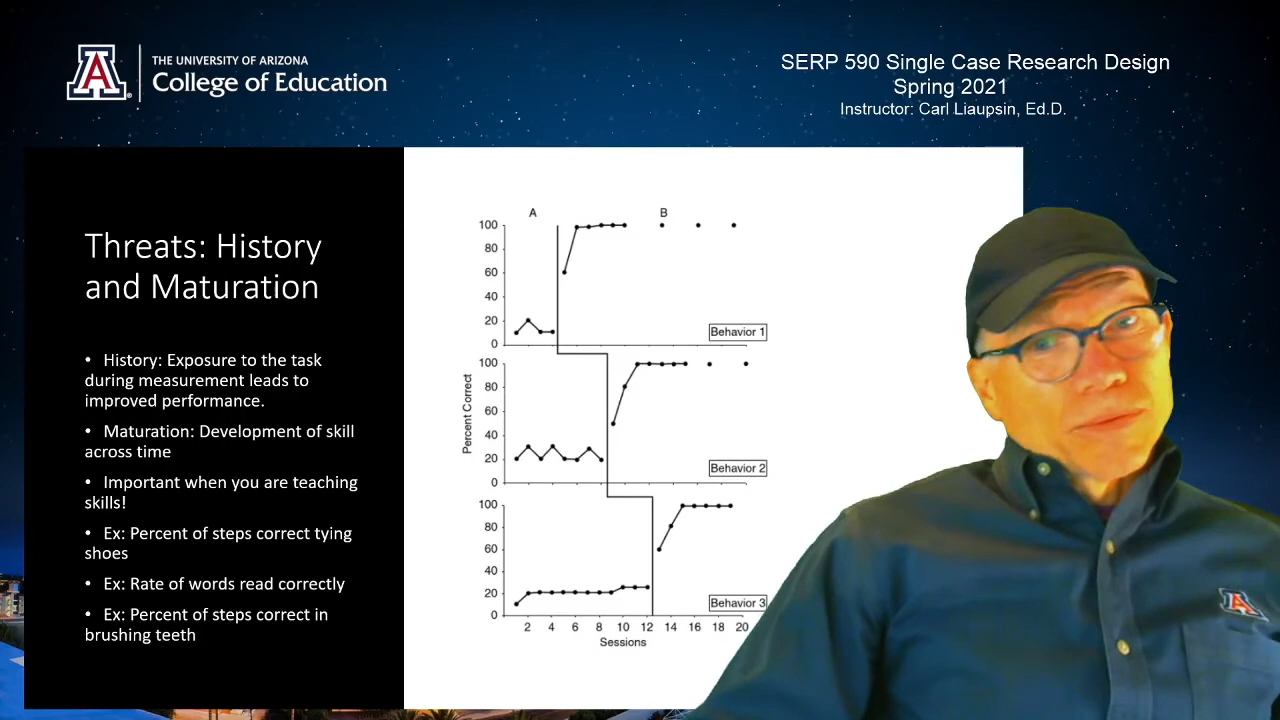 THE UNIVERSITY OF ARIZONA
College of Education
SERP 590 Single Case Research Design
Spring 2021
Instructor: Carl Liaupsin, Ed.D.
Threats: History
and Maturation
• History: Exposure to the task
during measurement leads to
improved performance.
• Maturation: Development of skill
across time
• Important when you are teaching
skills!
• Ex: Percent of steps correct tying
shoes
• Ex: Rate of words read correctly
• Ex: Percent of steps correct in
brushing teeth
A B
100
80
60
40
20
0
Behavior 1
100
80
60
40
20
0
Behavior 2
Percent Correct
100
80
60
40
20
0
Behavior 3
2 4 6 8 10 12 14 16 18 20
Sessions
A
A